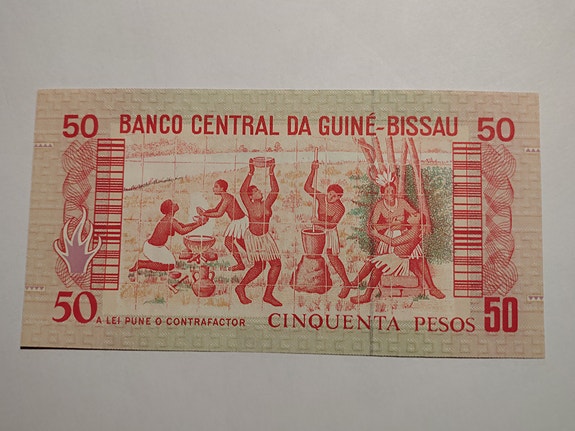 50 BANCO CENTRAL DA GUINÉ-BISSAU 50
50 A LEI PUNE O CONTRAFACTOR CINQUENTA PESOS 50